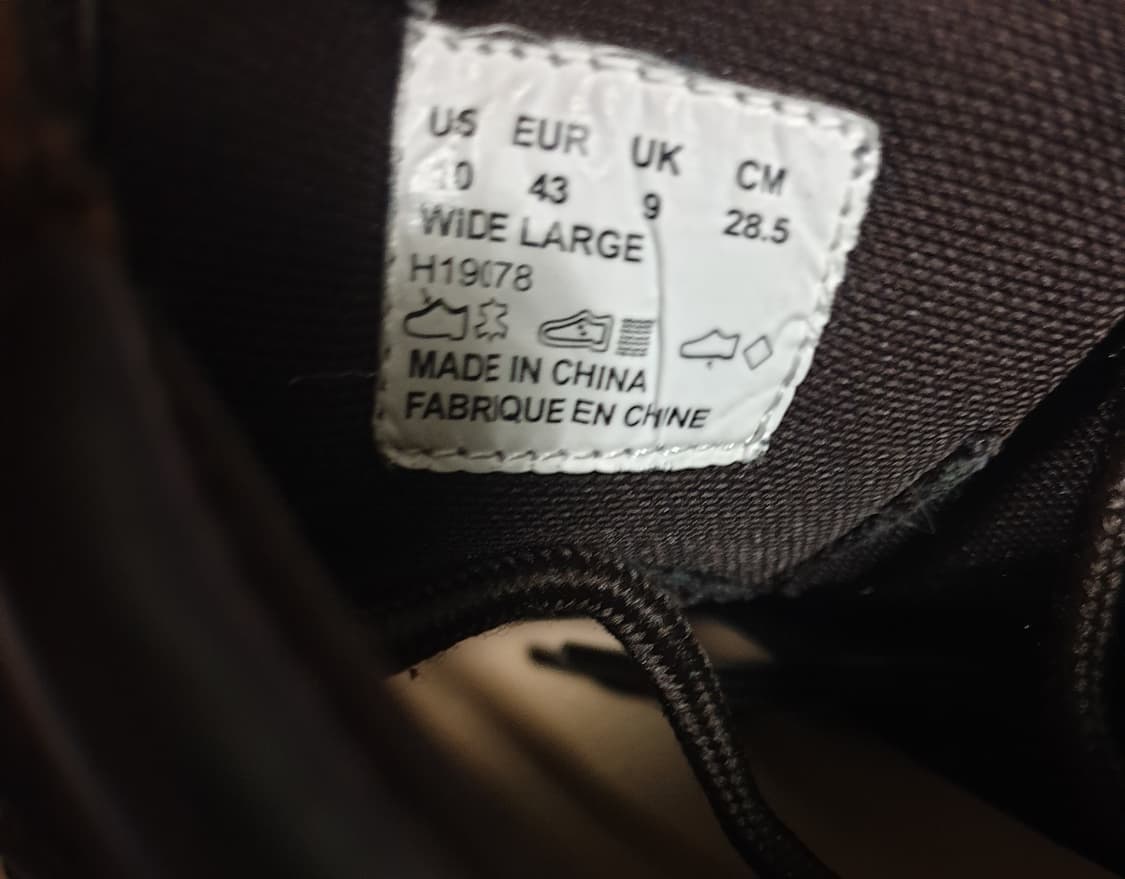 US EUR UK CM
10 43 9 28.5
WIDE LARGE
H19078
MADE IN CHINA
FABRIQUE EN CHINE